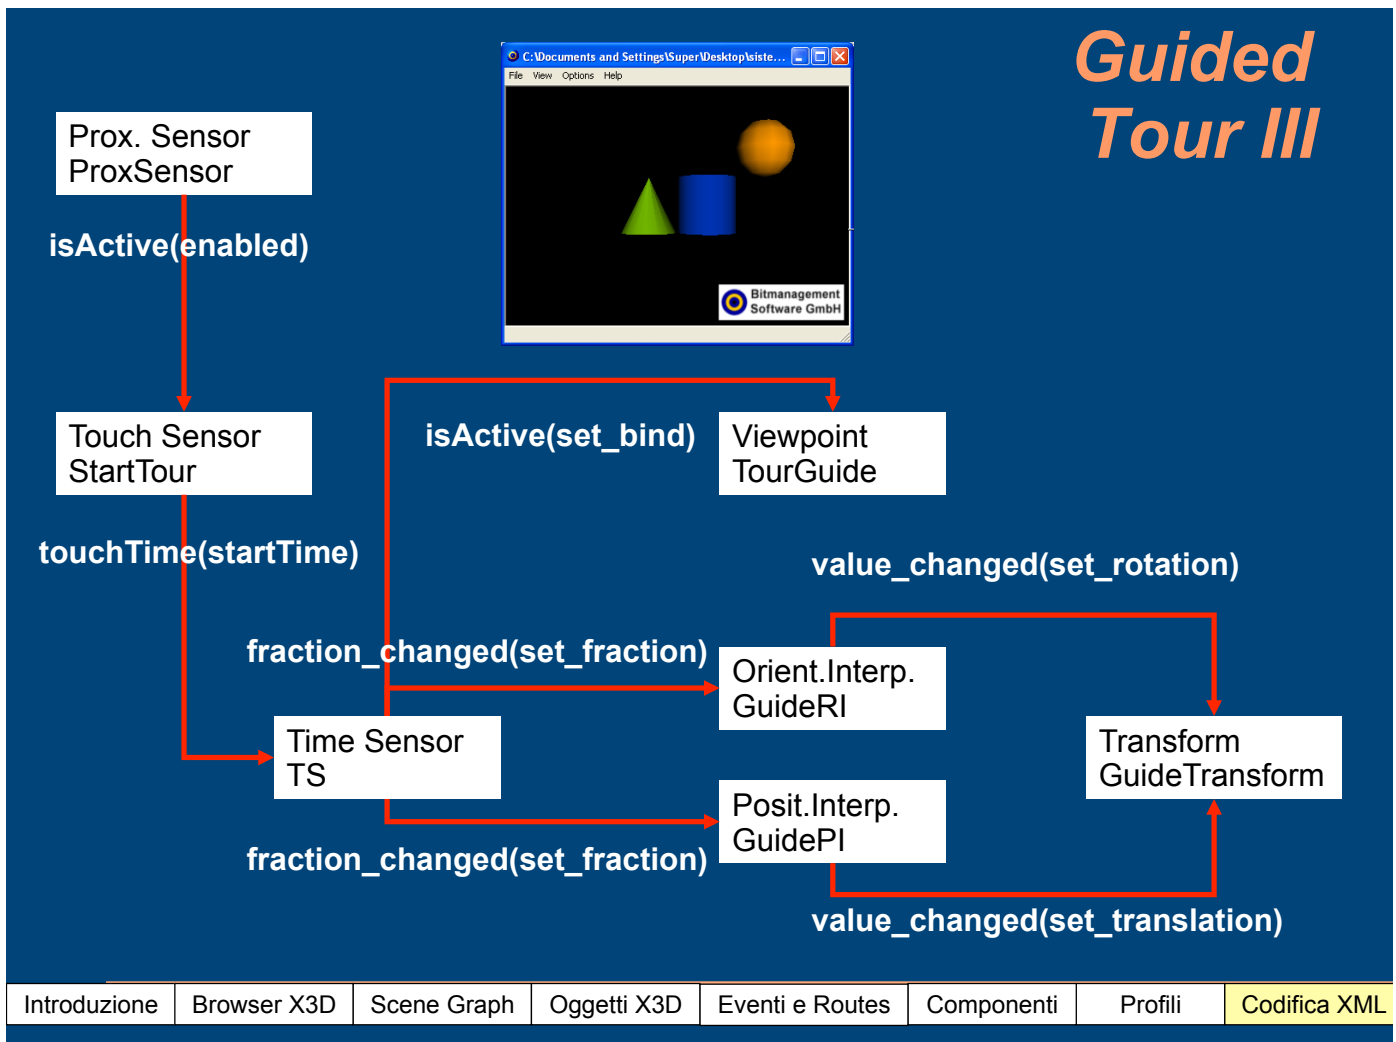 Guided
Tour III
C:\Documents and Settings\Super\Desktop\siste...
File View Options Help
Bitmanagement
Software GmbH
Prox. Sensor
ProxSensor
isActive(enabled)
Touch Sensor
StartTour
isActive(set_bind)
Viewpoint
TourGuide
touchTime(startTime)
value_changed(set_rotation)
fraction_changed(set_fraction)
Orient.Interp.
GuideRI
Time Sensor
TS
Transform
GuideTransform
Posit.Interp.
GuidePI
fraction_changed(set_fraction)
value_changed(set_translation)
Introduzione
Browser X3D
Scene Graph
Oggetti X3D
Eventi e Routes
Componenti
Profili
Codifica XML